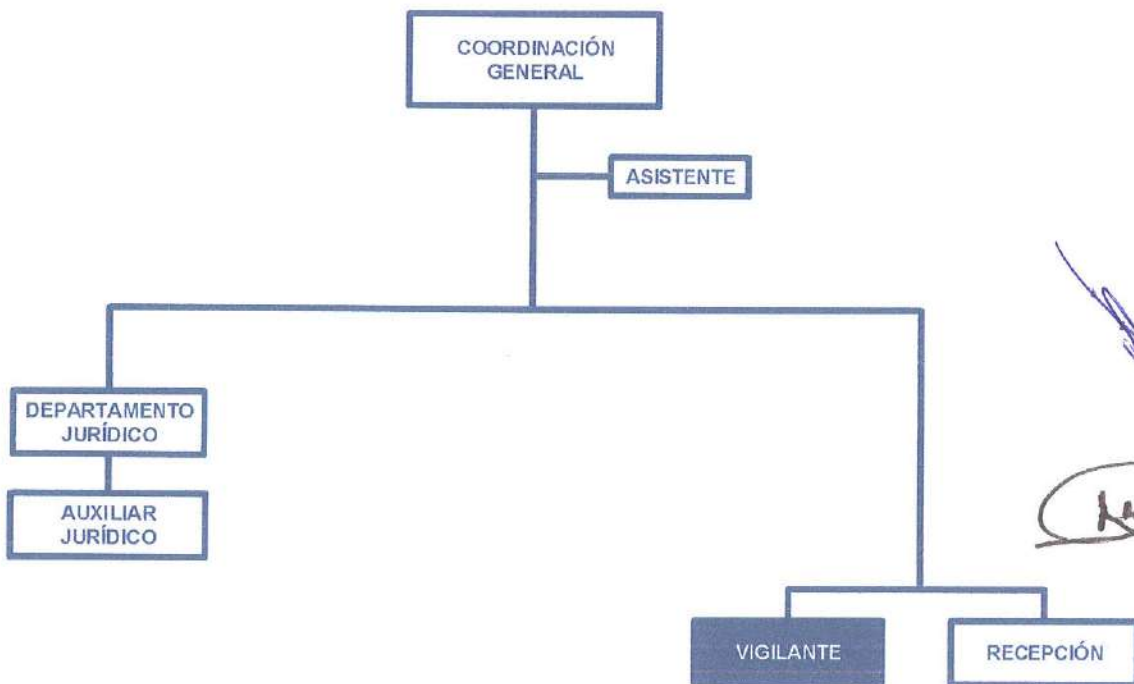 COORDINACIÓN
GENERAL
ASISTENTE
DEPARTAMENTO
JURÍDICO
AUXILIAR
JURÍDICO
VIGILANTE
RECEPCIÓN